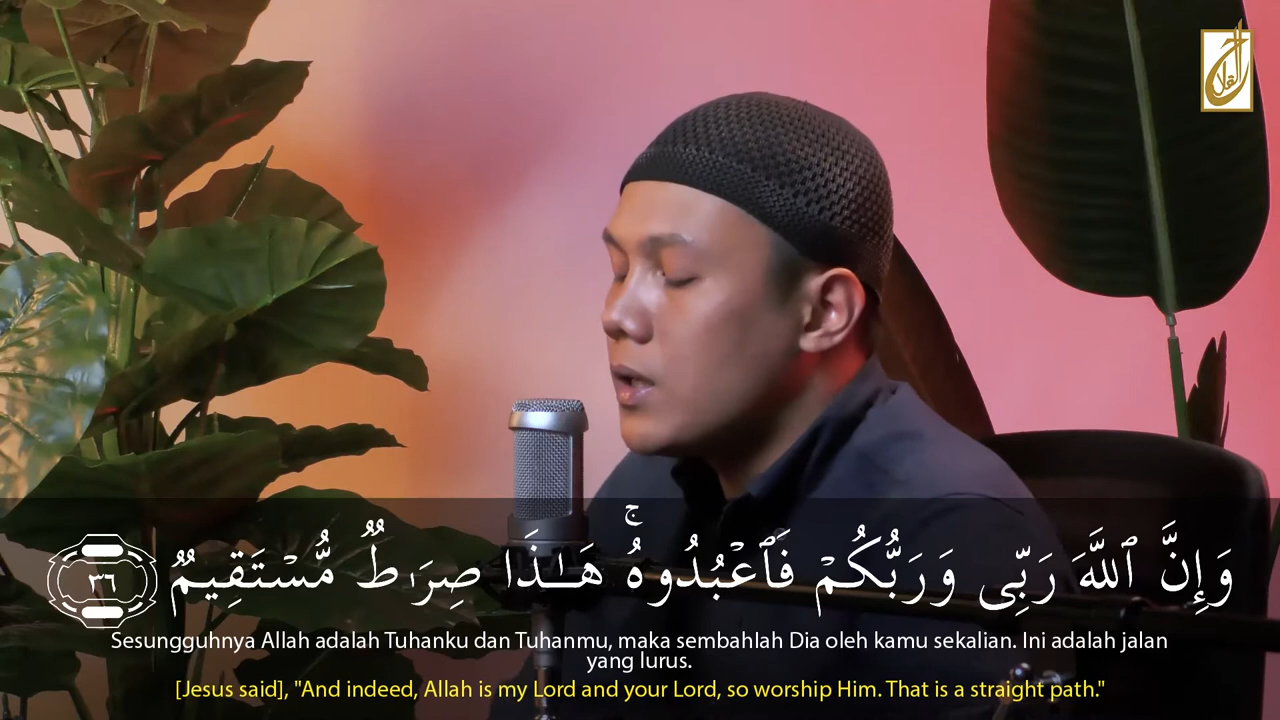 العفلا
وَإِنَّ ٱللَّهَ رَبِّى وَرَبُّكُمْ فَٱعْبُدُوهُ ۚ هَـٰذَا صِرَٰطٌ مُّسْتَقِيمٌ ٣٦
Sesungguhnya Allah adalah Tuhanku dan Tuhanmu, maka sembahlah Dia oleh kamu sekalian. Ini adalah jalan
yang lurus.
[Jesus said], "And indeed, Allah is my Lord and your Lord, so worship Him. That is a straight path."